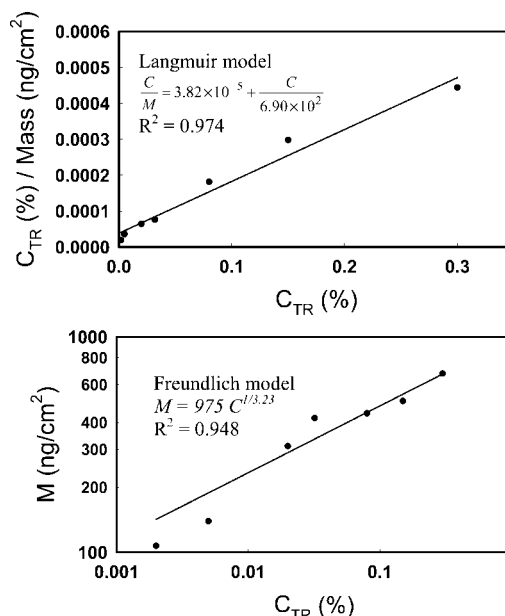 0.0006
0.0005
0.0004
0.0003
0.0002
0.0001
0.0000
C_TR (%) / Mass (ng/cm²)
Langmuir model
C/M = 3.82×10⁻⁵ + C/6.90×10²
R² = 0.974
0.0 0.1 0.2 0.3
C_TR (%)
1000
800
600
400
300
200
100
M (ng/cm²)
Freundlich model
M = 975 C^1/3.23
R² = 0.948
0.001 0.01 0.1
C_TR (%)